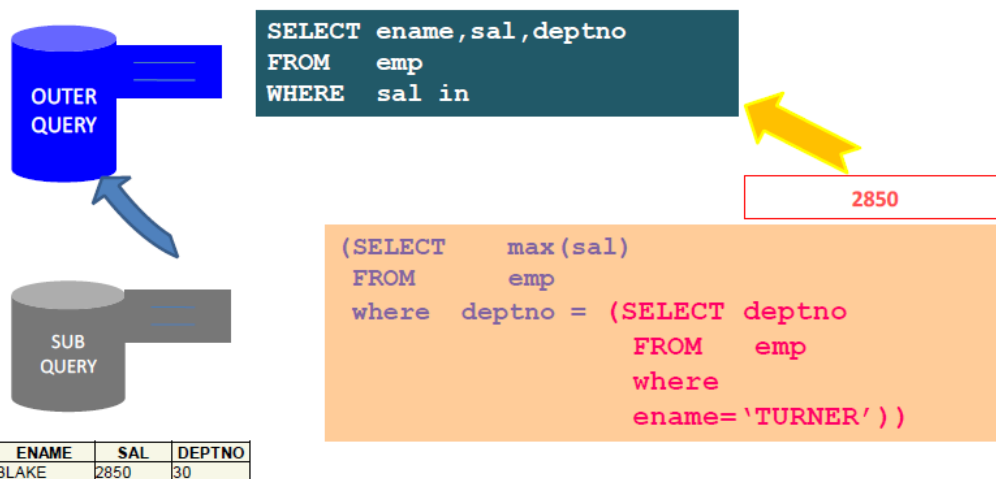 SELECT ename,sal,deptno
FROM emp
WHERE sal in
OUTER
QUERY
2850
(SELECT max(sal)
FROM emp
where deptno = (SELECT deptno
FROM emp
where
ename=‘TURNER’))
SUB
QUERY
ENAME SAL DEPTNO
BLAKE 2850 30